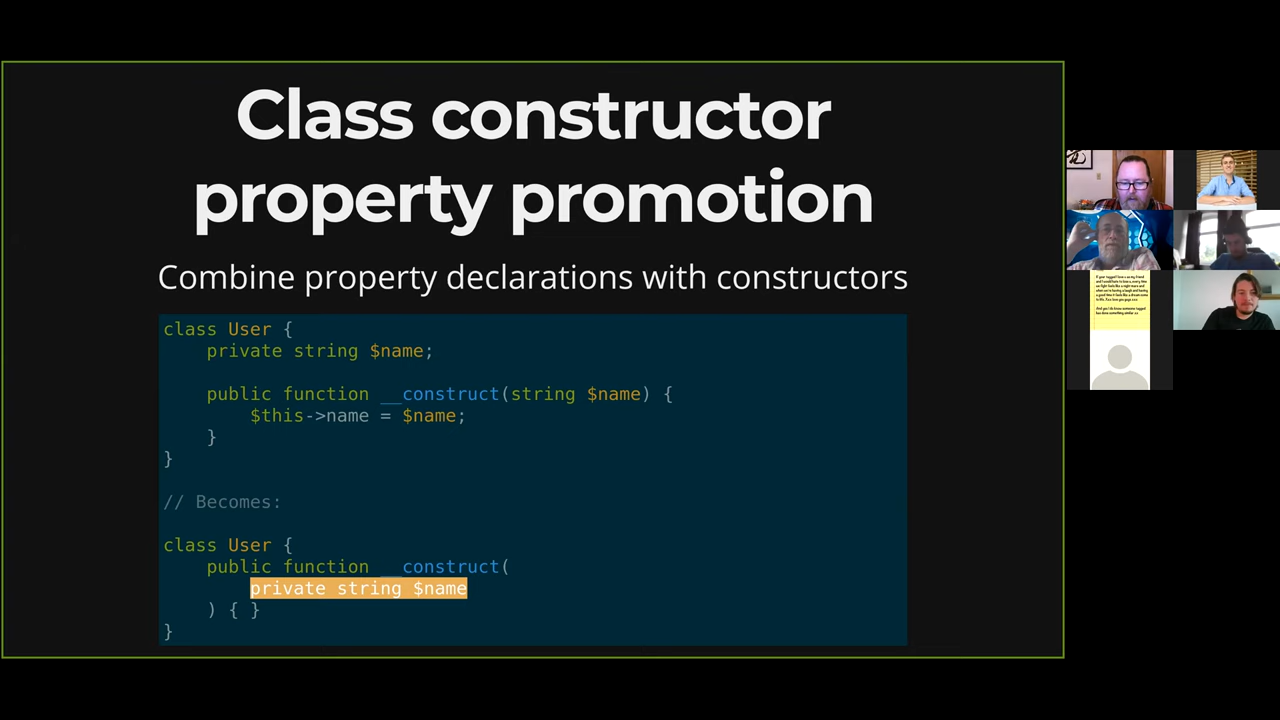 Class constructor
property promotion
Combine property declarations with constructors
class User {
    private string $name;
    public function __construct(string $name) {
        $this->name = $name;
    }
}
// Becomes:
class User {
    public function __construct(
        private string $name
    ) { }
}